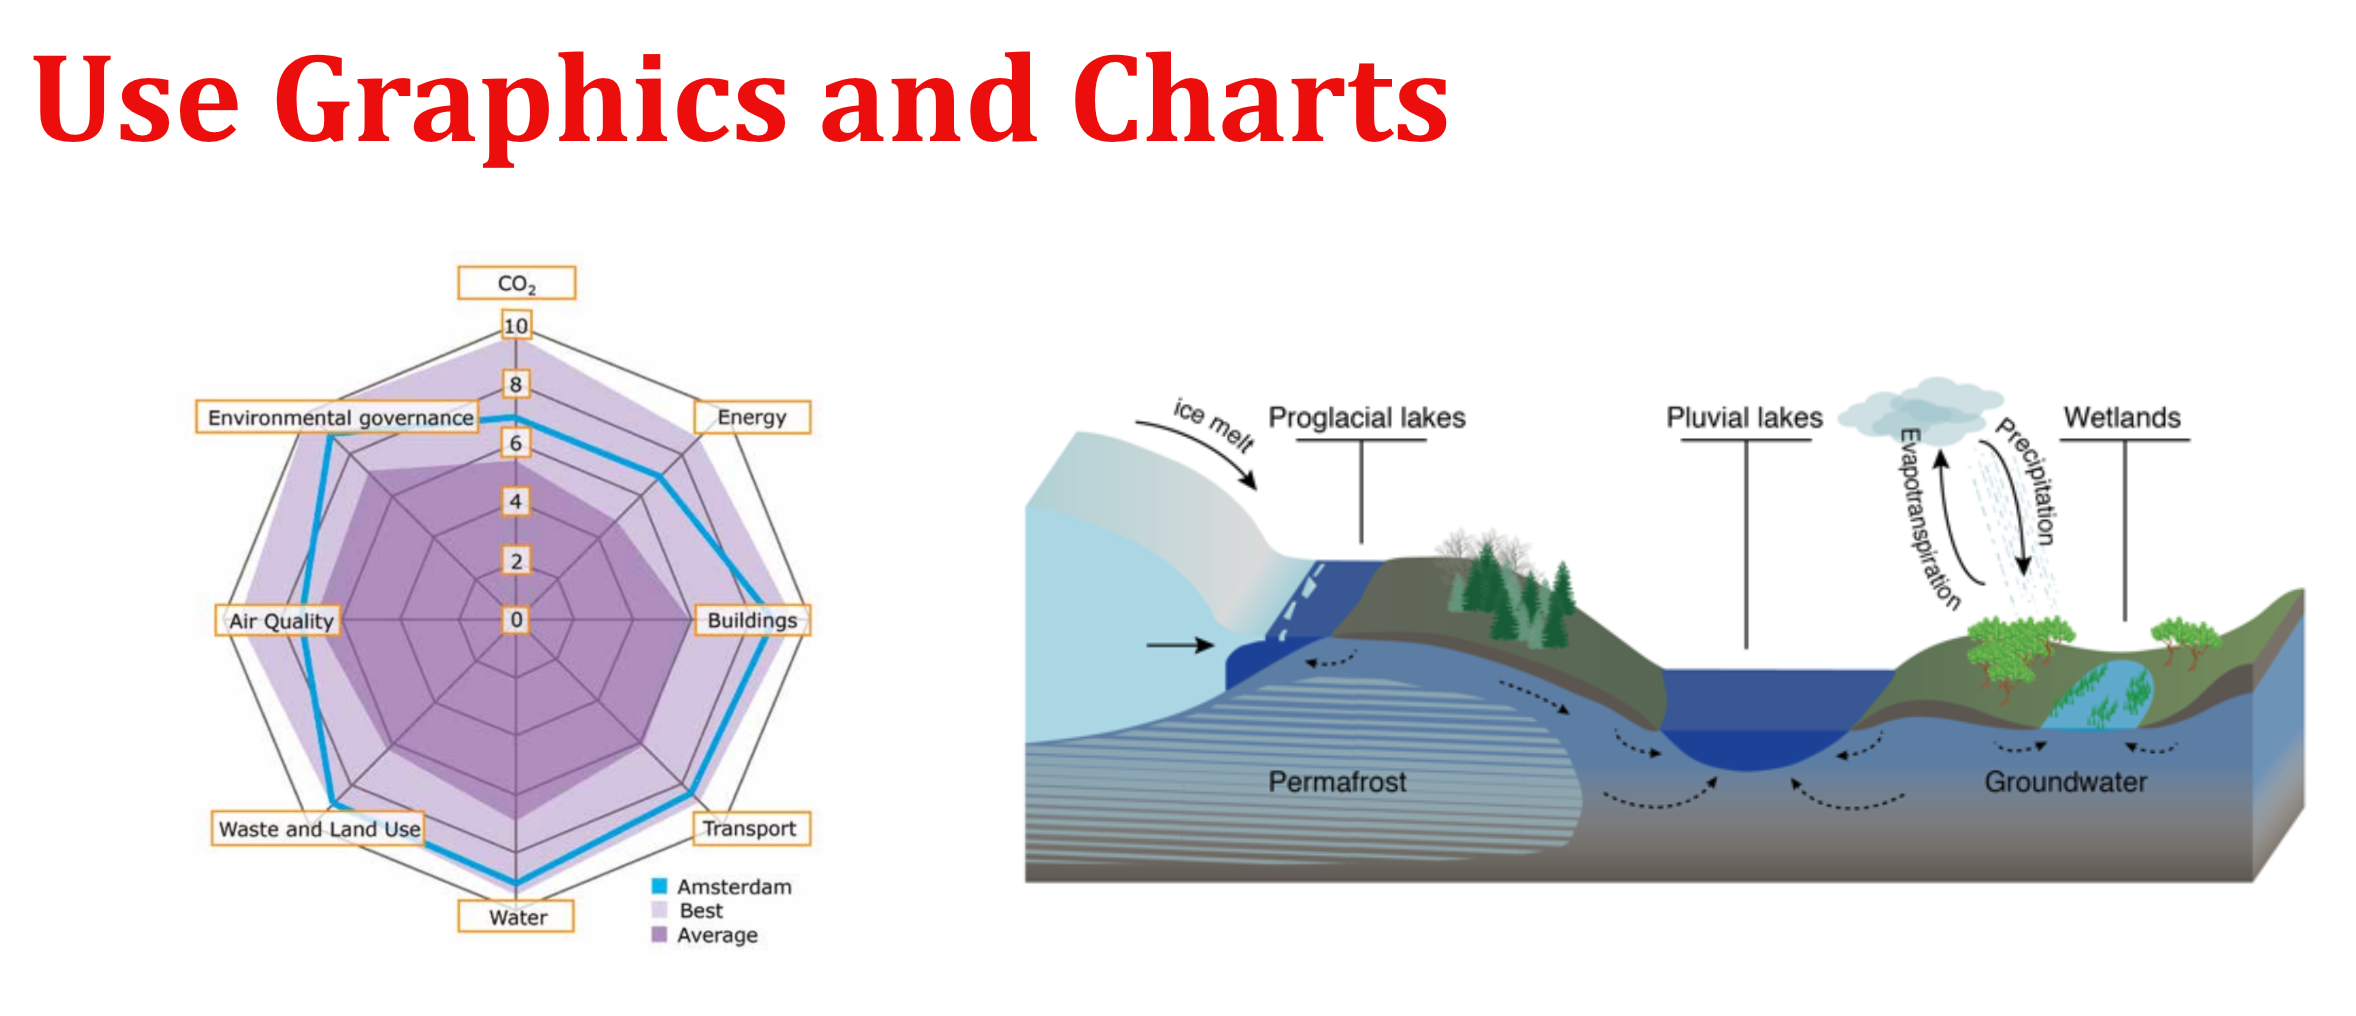 Use Graphics and Charts
CO₂
10
8
Environmental governance
Energy
6
4
2
Air Quality
0
Buildings
Waste and Land Use
Transport
Water
Amsterdam
Best
Average
ice melt
Proglacial lakes
Pluvial lakes
Evapotranspiration
Precipitation
Wetlands
Permafrost
Groundwater